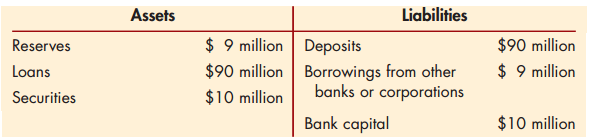 Assets Liabilities
Reserves $ 9 million Deposits $90 million
Loans $90 million Borrowings from other $ 9 million
Securities $10 million banks or corporations
Bank capital $10 million